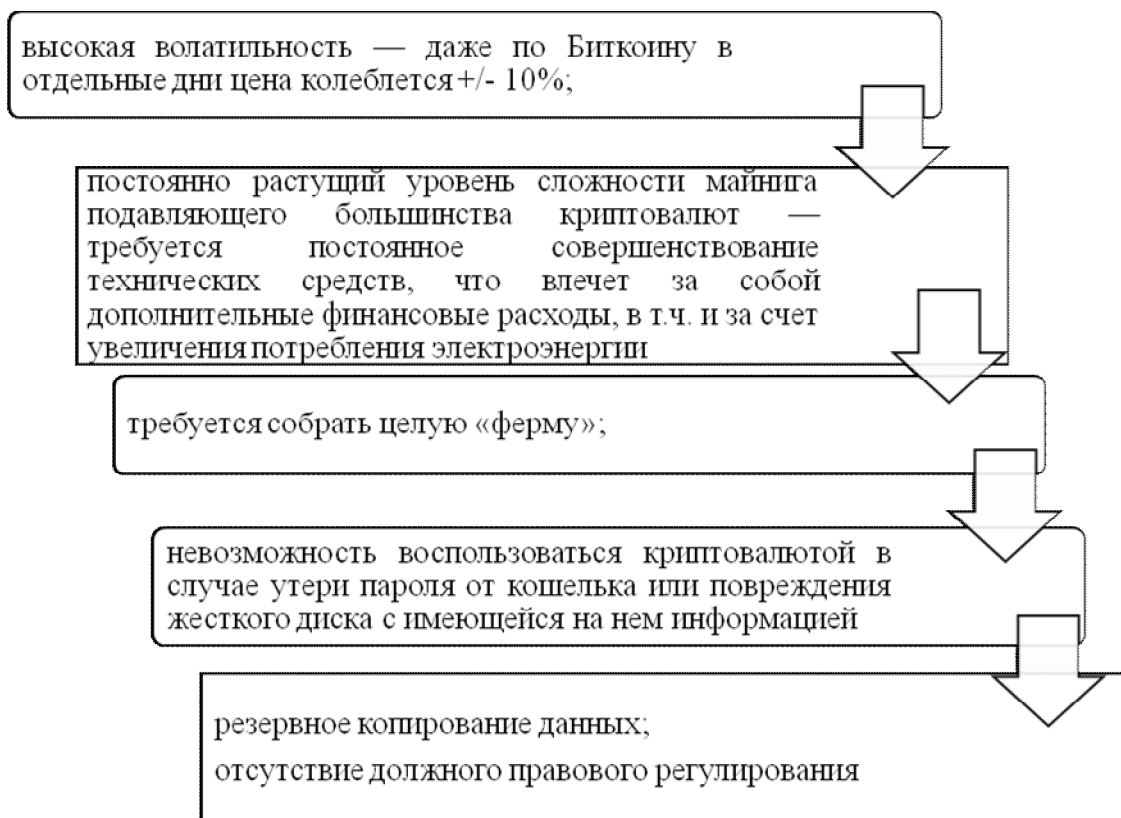 высокая волатильность — даже по Биткоину в
отдельные дни цена колеблется +/- 10%;
постоянно растущий уровень сложности майнига
подавляющего большинства криптовалют —
требуется постоянное совершенствование
технических средств, что влечет за собой
дополнительные финансовые расходы, в т.ч. и за счет
увеличения потребления электроэнергии
требуется собрать целую «ферму»;
невозможность воспользоваться криптовалютой в
случае утери пароля от кошелька или повреждения
жесткого диска с имеющейся на нем информацией
резервное копирование данных;
отсутствие должного правового регулирования